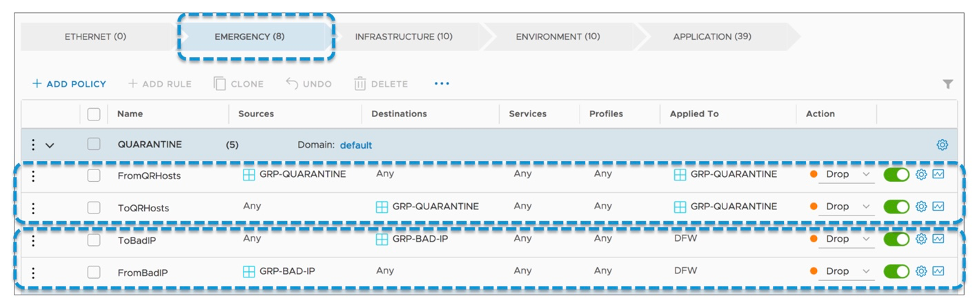 ETHERNET (0) EMERGENCY (8) INFRASTRUCTURE (10) ENVIRONMENT (10) APPLICATION (39)
+ ADD POLICY + ADD RULE CLONE UNDO DELETE ...
Name Sources Destinations Services Profiles Applied To Action
QUARANTINE (5) Domain: default
FromQRHosts GRP-QUARANTINE Any Any Any GRP-QUARANTINE Drop
ToQRHosts Any GRP-QUARANTINE Any Any GRP-QUARANTINE Drop
ToBadIP Any GRP-BAD-IP Any Any DFW Drop
FromBadIP GRP-BAD-IP Any Any Any DFW Drop